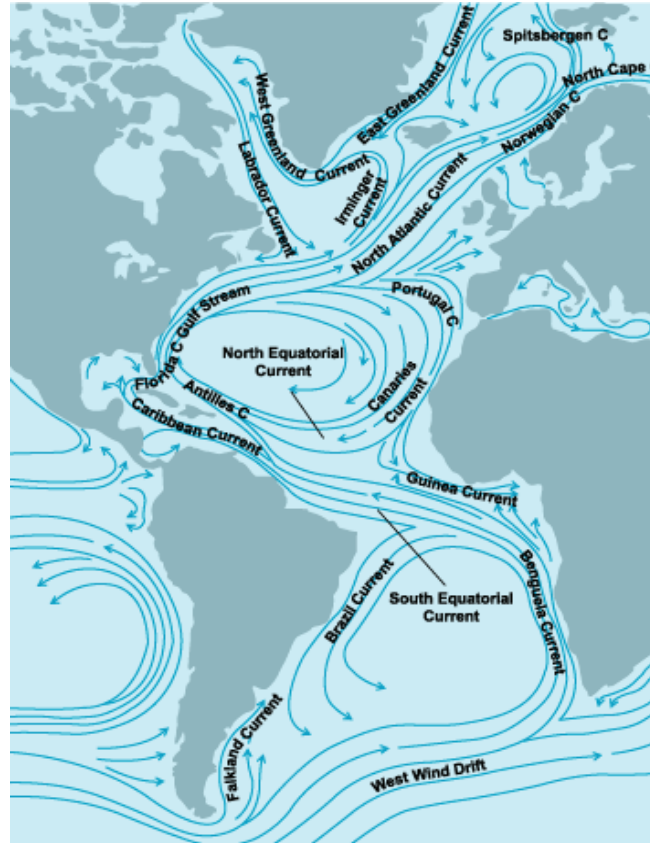 Spitsbergen C
North Cape
East Greenland Current
Norwegian C
West Greenland Current
Labrador Current
Irminger
Current
North Atlantic Current
Portugal C
Gulf Stream
Florida C
North Equatorial
Current
Canaries
Current
Antilles C
Caribbean Current
Guinea Current
South Equatorial
Current
Benguela Current
Brazil Current
Falkland Current
West Wind Drift